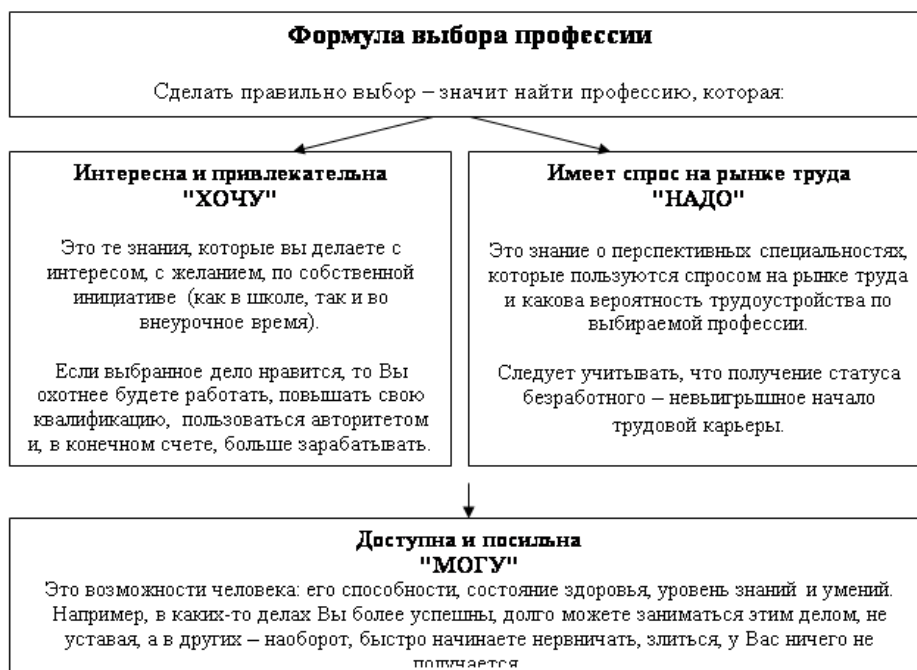 Формула выбора профессии
Сделать правильно выбор – значит найти профессию, которая:
Интересна и привлекательна
"ХОЧУ"
Это те знания, которые вы делаете с
интересом, с желанием, по собственной
инициативе (как в школе, так и во
внеурочное время).
Если выбранное дело нравится, то Вы
охотнее будете работать, повышать свою
квалификацию, пользоваться авторитетом
и, в конечном счете, больше зарабатывать.
Имеет спрос на рынке труда
"НАДО"
Это знание о перспективных специальностях,
которые пользуются спросом на рынке труда
и какова вероятность трудоустройства по
выбираемой профессии.
Следует учитывать, что получение статуса
безработного – невыигрышное начало
трудовой карьеры.
Доступна и посильна
"МОГУ"
Это возможности человека: его способности, состояние здоровья, уровень знаний и умений.
Например, в каких-то делах Вы более успешны, долго можете заниматься этим делом, не
уставая, а в других – наоборот, быстро начинаете нервничать, злиться, у Вас ничего не
получается